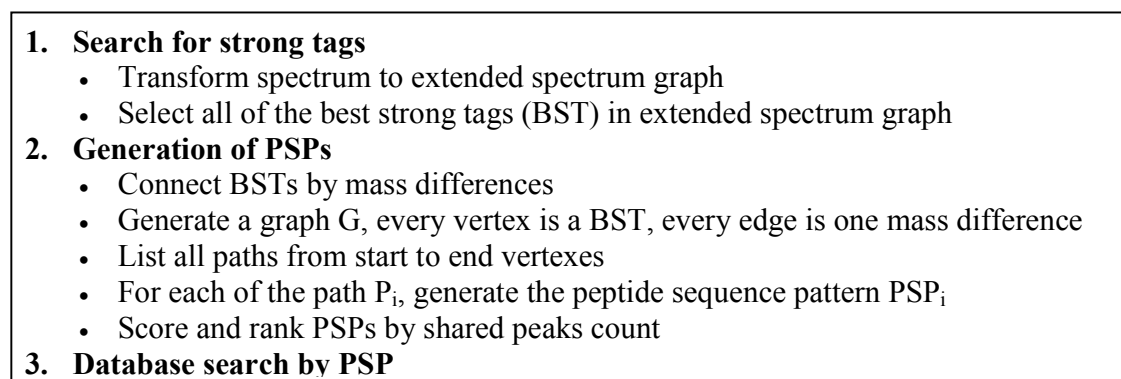 1. Search for strong tags
• Transform spectrum to extended spectrum graph
• Select all of the best strong tags (BST) in extended spectrum graph
2. Generation of PSPs
• Connect BSTs by mass differences
• Generate a graph G, every vertex is a BST, every edge is one mass difference
• List all paths from start to end vertexes
• For each of the path Pi, generate the peptide sequence pattern PSPi
• Score and rank PSPs by shared peaks count
3. Database search by PSP